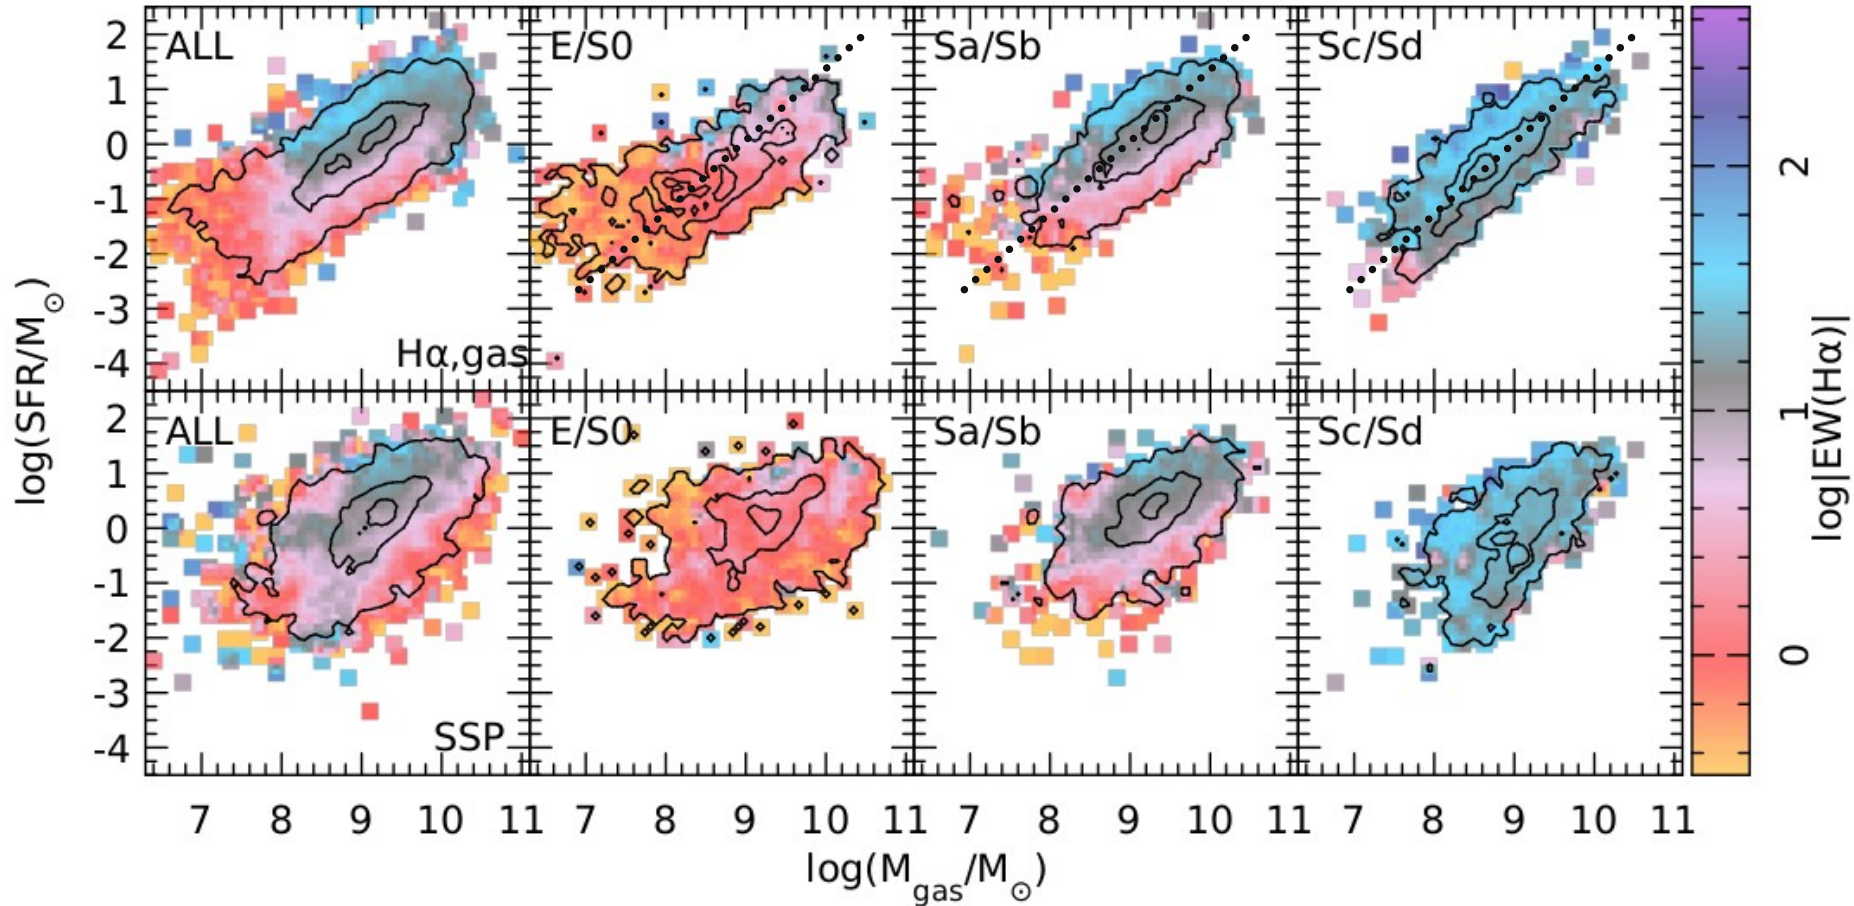 ALL E/S0 Sa/Sb Sc/Sd
2
1
0
-1
-2
-3
-4
Hα,gas
ALL E/S0 Sa/Sb Sc/Sd
2
1
0
-1
-2
-3
-4
SSP
7 8 9 10 11 7 8 9 10 11 7 8 9 10 11 7 8 9 10 11
log(M_gas/M_⊙)
log(SFR/M_⊙)
2
1
0
log|EW(Hα)|